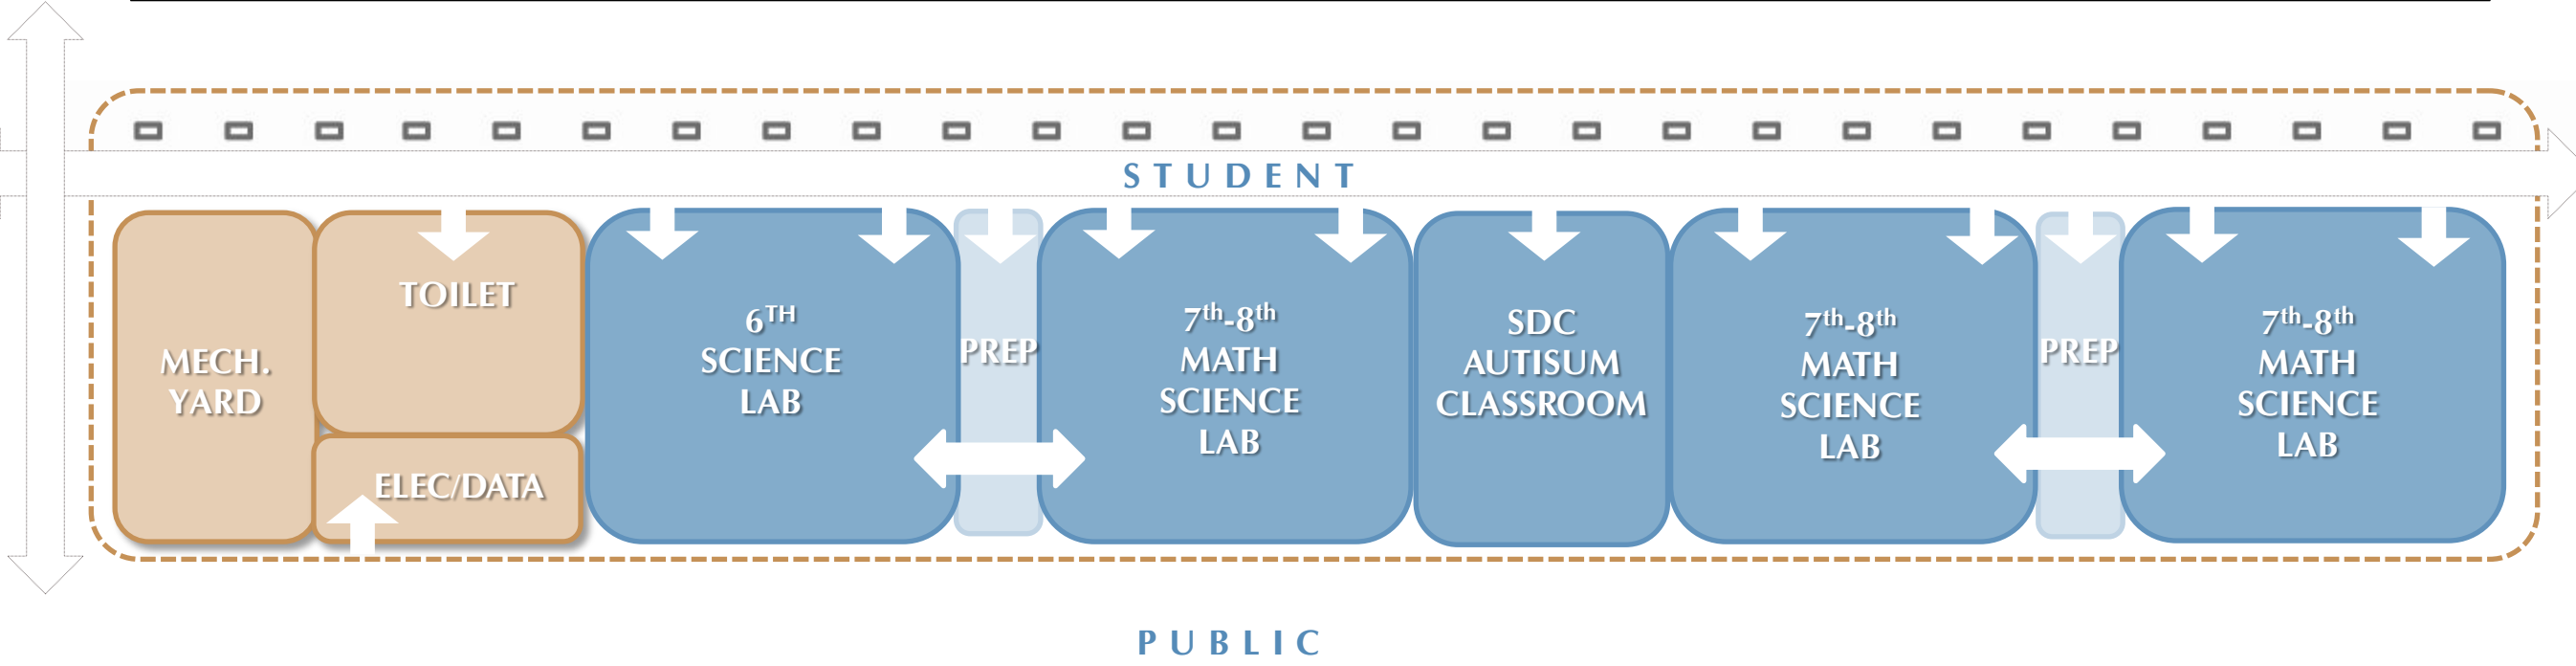 STUDENT
MECH.
YARD
TOILET
ELEC/DATA
6TH
SCIENCE
LAB
PREP
7th-8th
MATH
SCIENCE
LAB
SDC
AUTISUM
CLASSROOM
7th-8th
MATH
SCIENCE
LAB
PREP
7th-8th
MATH
SCIENCE
LAB
PUBLIC